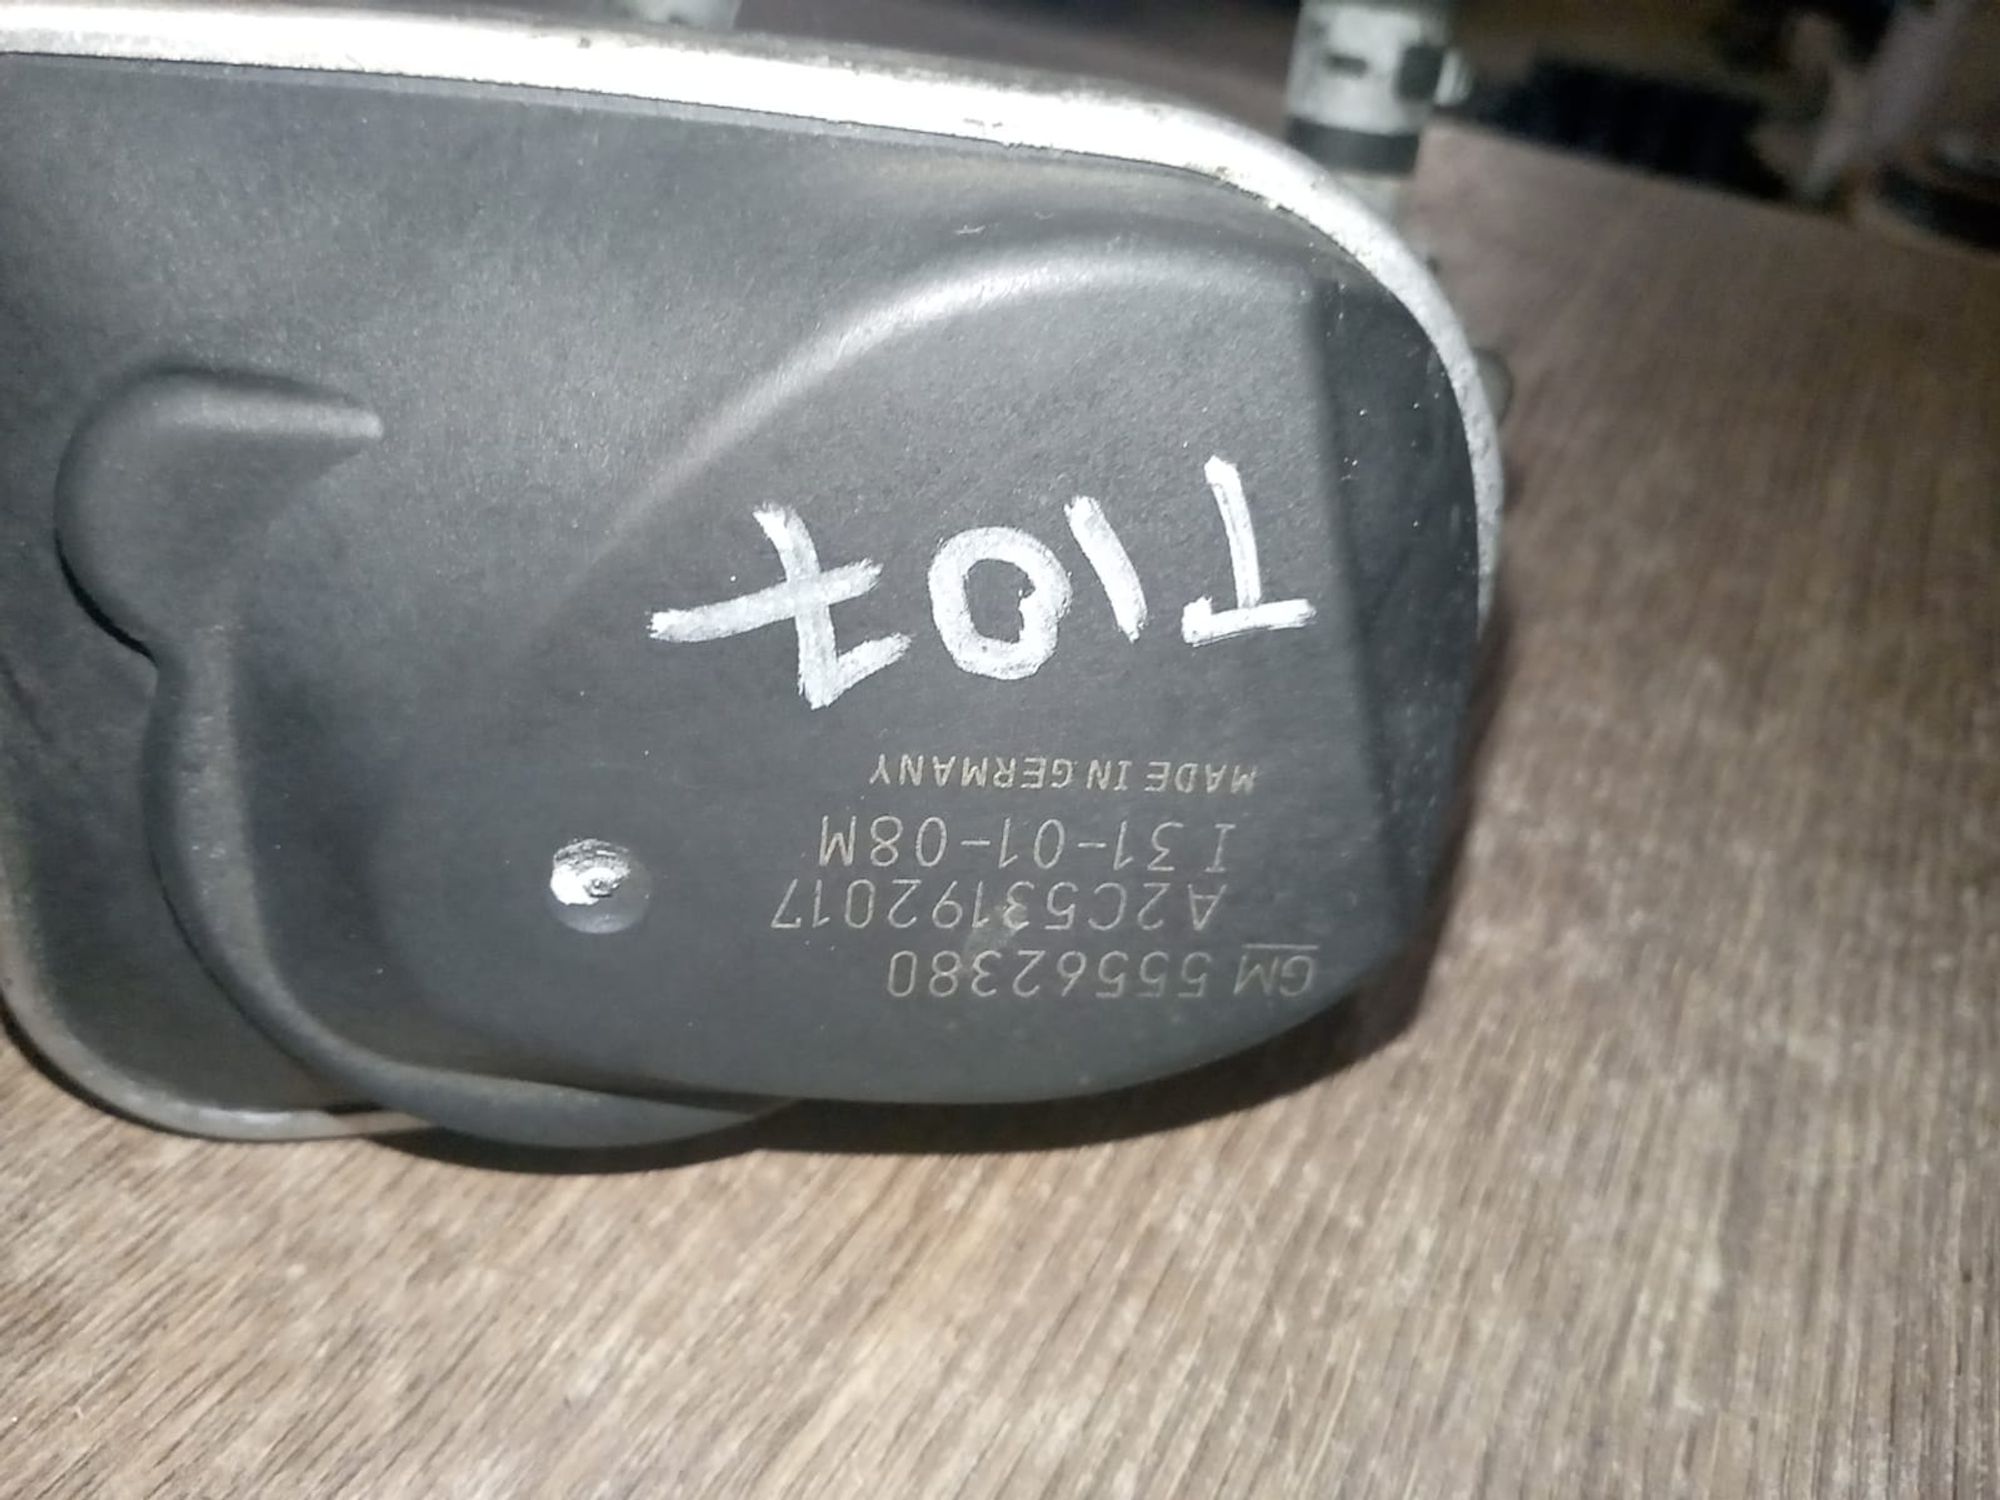 GM 55562380
A2C53192017
I 31-01-08M
MADE IN GERMANY
T107